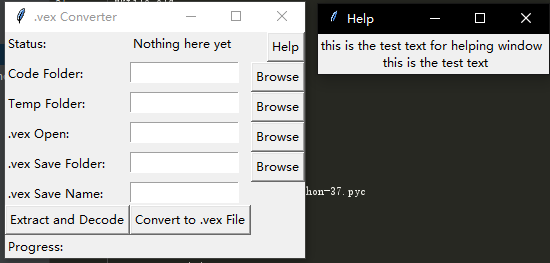 .vex Converter
Status: Nothing here yet Help
Code Folder: Browse
Temp Folder: Browse
.vex Open: Browse
.vex Save Folder: Browse
.vex Save Name:
Extract and Decode Convert to .vex File
Progress:
Help
this is the test text for helping window
this is the test text
hon-37.pyc